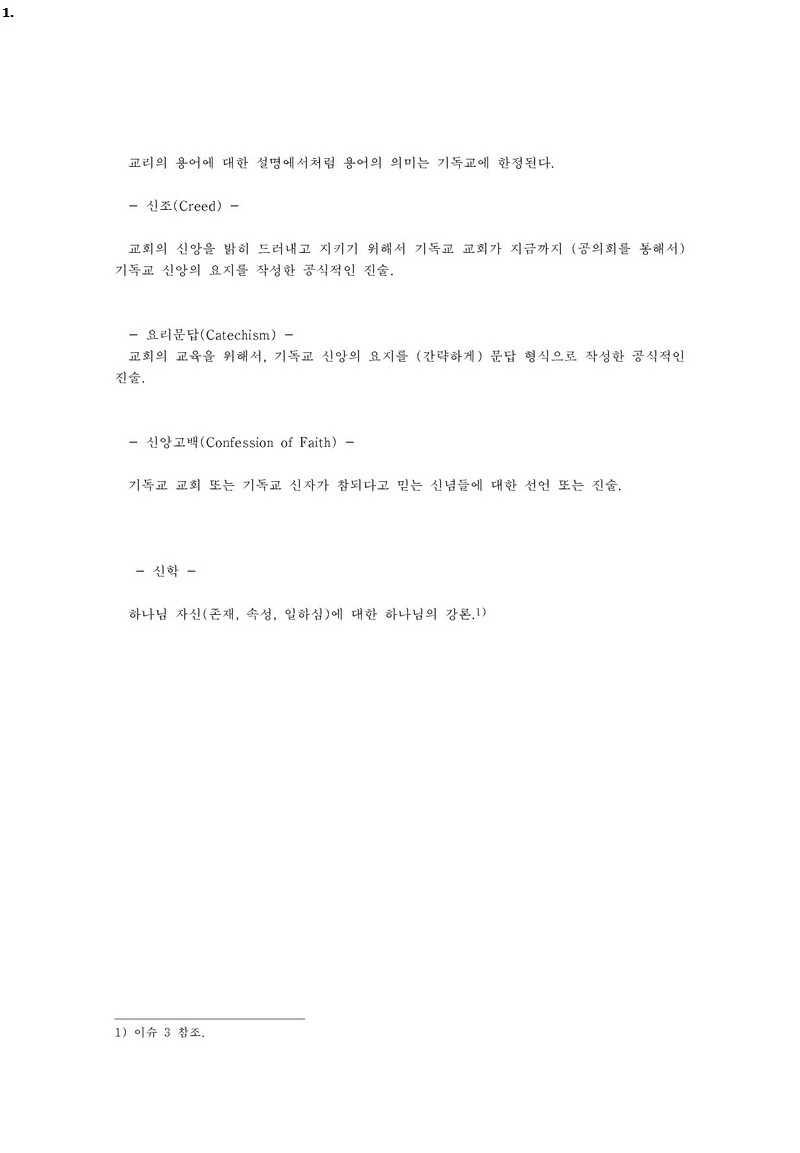 1.
교리의 용어에 대한 설명에서처럼 용어의 의미는 기독교에 한정된다.
- 신조(Creed) -
교회의 신앙을 밝히 드러내고 지키기 위해서 기독교 교회가 지금까지 (공의회를 통해서)
기독교 신앙의 요지를 작성한 공식적인 진술.
- 요리문답(Catechism) -
교회의 교육을 위해서, 기독교 신앙의 요지를 (간략하게) 문답 형식으로 작성한 공식적인
진술.
- 신앙고백(Confession of Faith) -
기독교 교회 또는 기독교 신자가 참되다고 믿는 신념들에 대한 선언 또는 진술.
- 신학 -
하나님 자신(존재, 속성, 일하심)에 대한 하나님의 강론.1)
1) 이슈 3 참조.